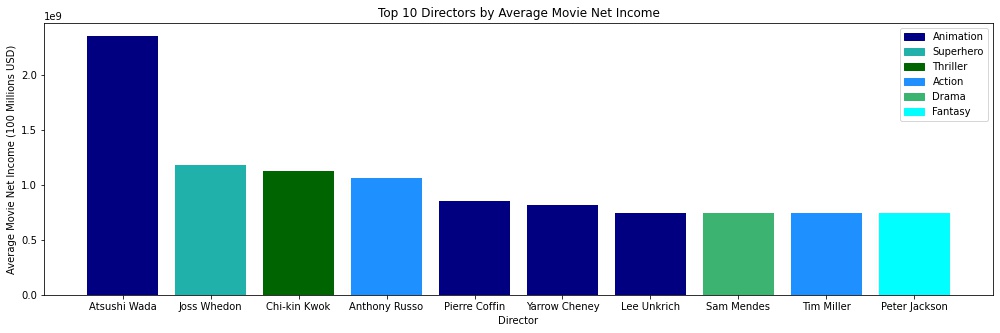 Top 10 Directors by Average Movie Net Income
1e9
Average Movie Net Income (100 Millions USD)
2.0
1.5
1.0
0.5
0.0
Animation
Superhero
Thriller
Action
Drama
Fantasy
Atsushi Wada Joss Whedon Chi-kin Kwok Anthony Russo Pierre Coffin Yarrow Cheney Lee Unkrich Sam Mendes Tim Miller Peter Jackson
Director